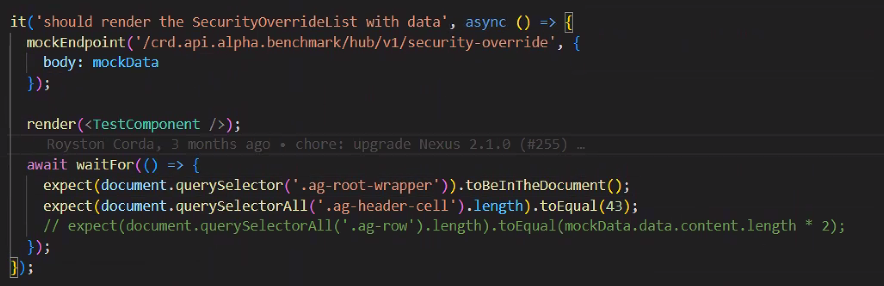 it('should render the SecurityOverrideList with data', async () => {
mockEndpoint('/crd.api.alpha.benchmark/hub/v1/security-override', {
body: mockData
});
render(<TestComponent />);
Royston Corda, 3 months ago • chore: upgrade Nexus 2.1.0 (#255) …
await waitFor(() => {
expect(document.querySelector('.ag-root-wrapper')).toBeInTheDocument();
expect(document.querySelectorAll('.ag-header-cell').length).toEqual(43);
// expect(document.querySelectorAll('.ag-row').length).toEqual(mockData.data.content.length * 2);
});
});